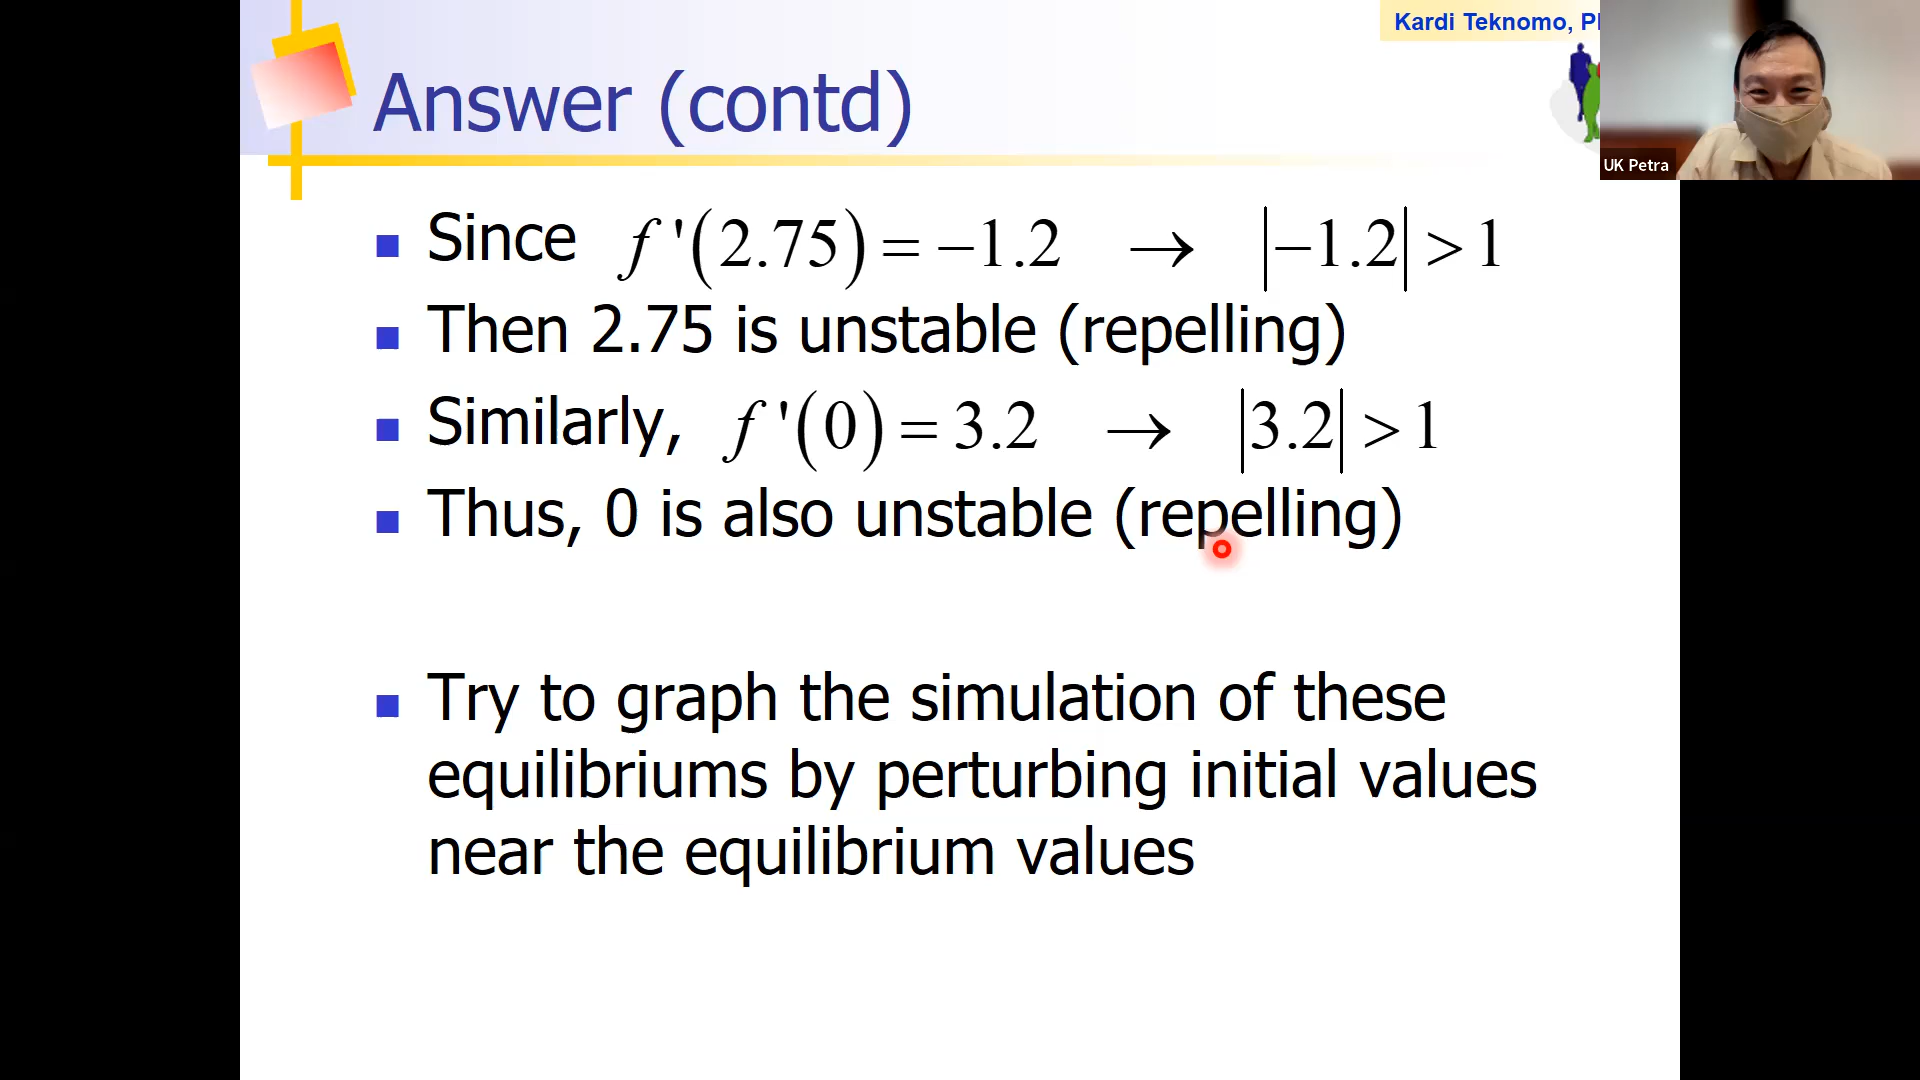 Kardi Teknomo, P
Answer (contd)
UK Petra
Since f '(2.75) = −1.2 → |−1.2| > 1
Then 2.75 is unstable (repelling)
Similarly, f '(0) = 3.2 → |3.2| > 1
Thus, 0 is also unstable (repelling)
Try to graph the simulation of these
equilibriums by perturbing initial values
near the equilibrium values